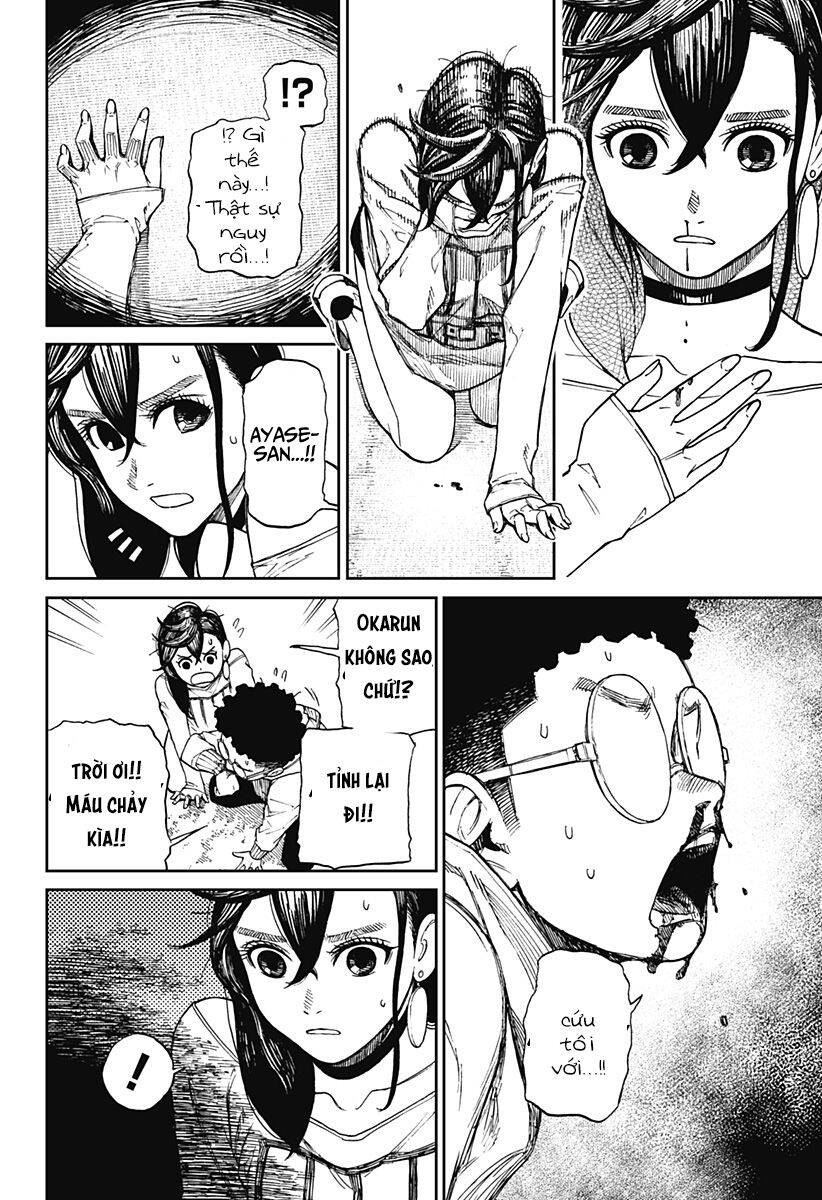 !?
!? Gì
thế
này...!
Thật sự
nguy
rồi...!
AYASE-
SAN...!!
OKARUN
KHÔNG SAO
CHỨ!?
TỈNH LẠI
ĐI!!
TRỜI ƠI!!
MÁU CHẢY
KÌA!!
cứu
tôi
với...!!
!